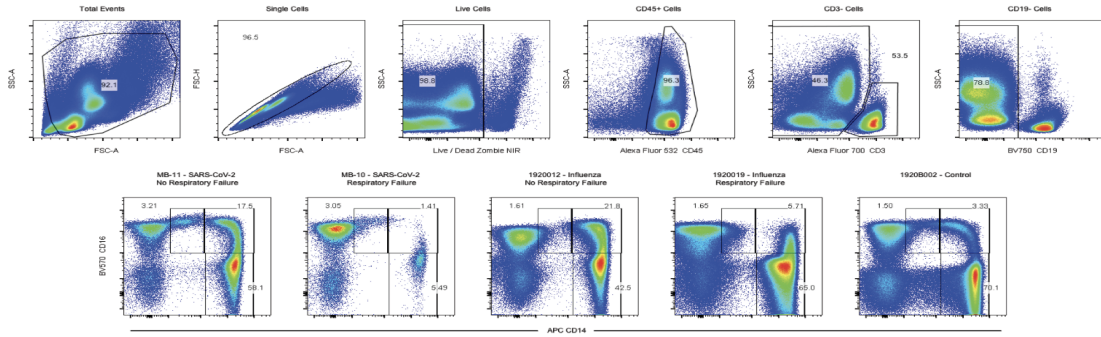 Total Events
Single Cells
Live Cells
CD45+ Cells
CD3- Cells
CD19- Cells
SSC-A
92.1
FSC-A
FSC-H
96.5
FSC-A
SSC-A
98.8
Live / Dead Zombie NIR
SSC-A
96.3
Alexa Fluor 532 CD45
SSC-A
46.3
53.5
Alexa Fluor 700 CD3
SSC-A
78.8
BV750 CD19
MB-11 - SARS-CoV-2
No Respiratory Failure
MB-10 - SARS-CoV-2
Respiratory Failure
1920012 - Influenza
No Respiratory Failure
1920019 - Influenza
Respiratory Failure
1920B002 - Control
BV570 CD16
3.21
17.5
58.1
3.05
1.41
5.49
1.61
21.8
42.5
1.65
5.71
65.0
1.50
3.33
70.1
APC CD14